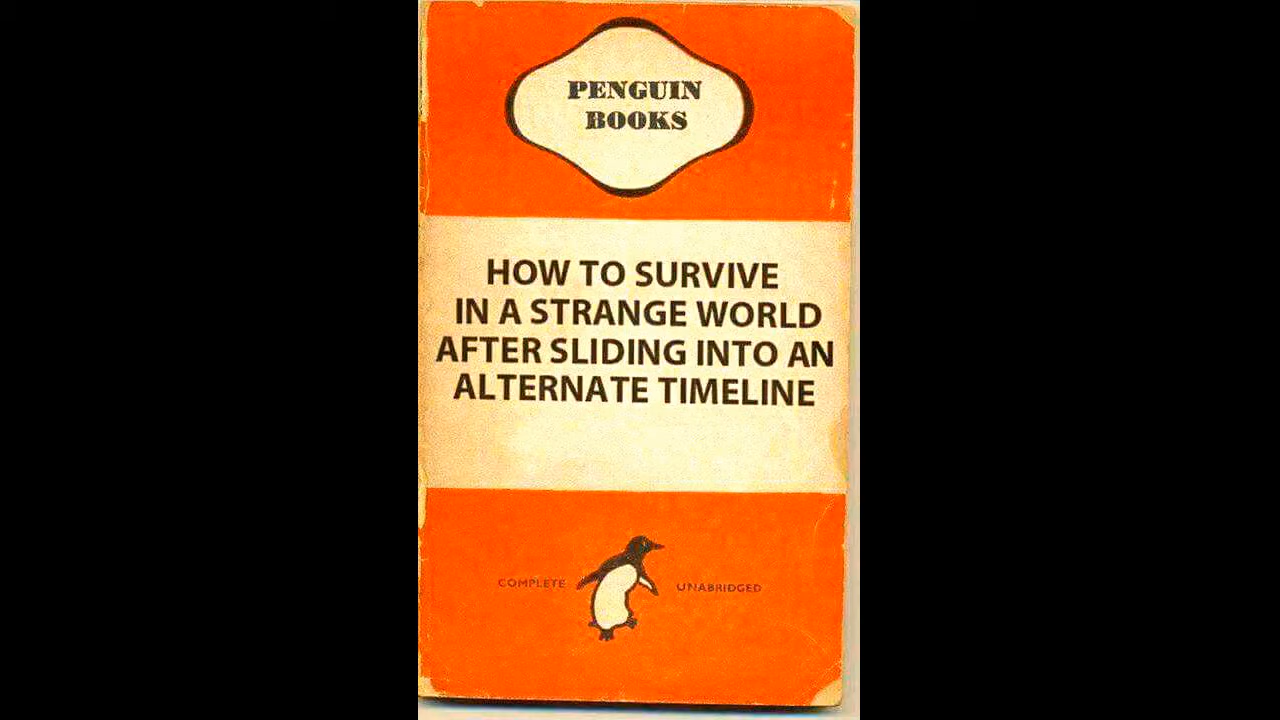 PENGUIN
BOOKS
HOW TO SURVIVE
IN A STRANGE WORLD
AFTER SLIDING INTO AN
ALTERNATE TIMELINE
COMPLETE UNABRIDGED